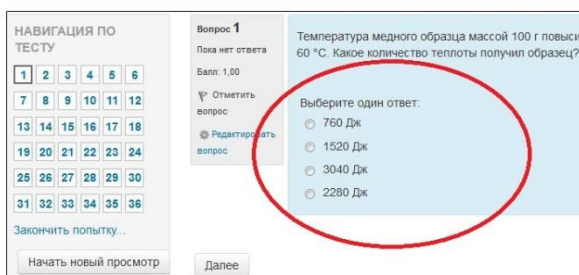 НАВИГАЦИЯ ПО
ТЕСТУ
1 2 3 4 5 6
7 8 9 10 11 12
13 14 15 16 17 18
19 20 21 22 23 24
25 26 27 28 29 30
31 32 33 34 35 36
Закончить попытку...
Начать новый просмотр
Вопрос 1
Пока нет ответа
Балл: 1,00
Отметить
вопрос
Редактировать
вопрос
Температура медного образца массой 100 г повыси
60 °C. Какое количество теплоты получил образец?
Выберите один ответ:
760 Дж
1520 Дж
3040 Дж
2280 Дж
Далее